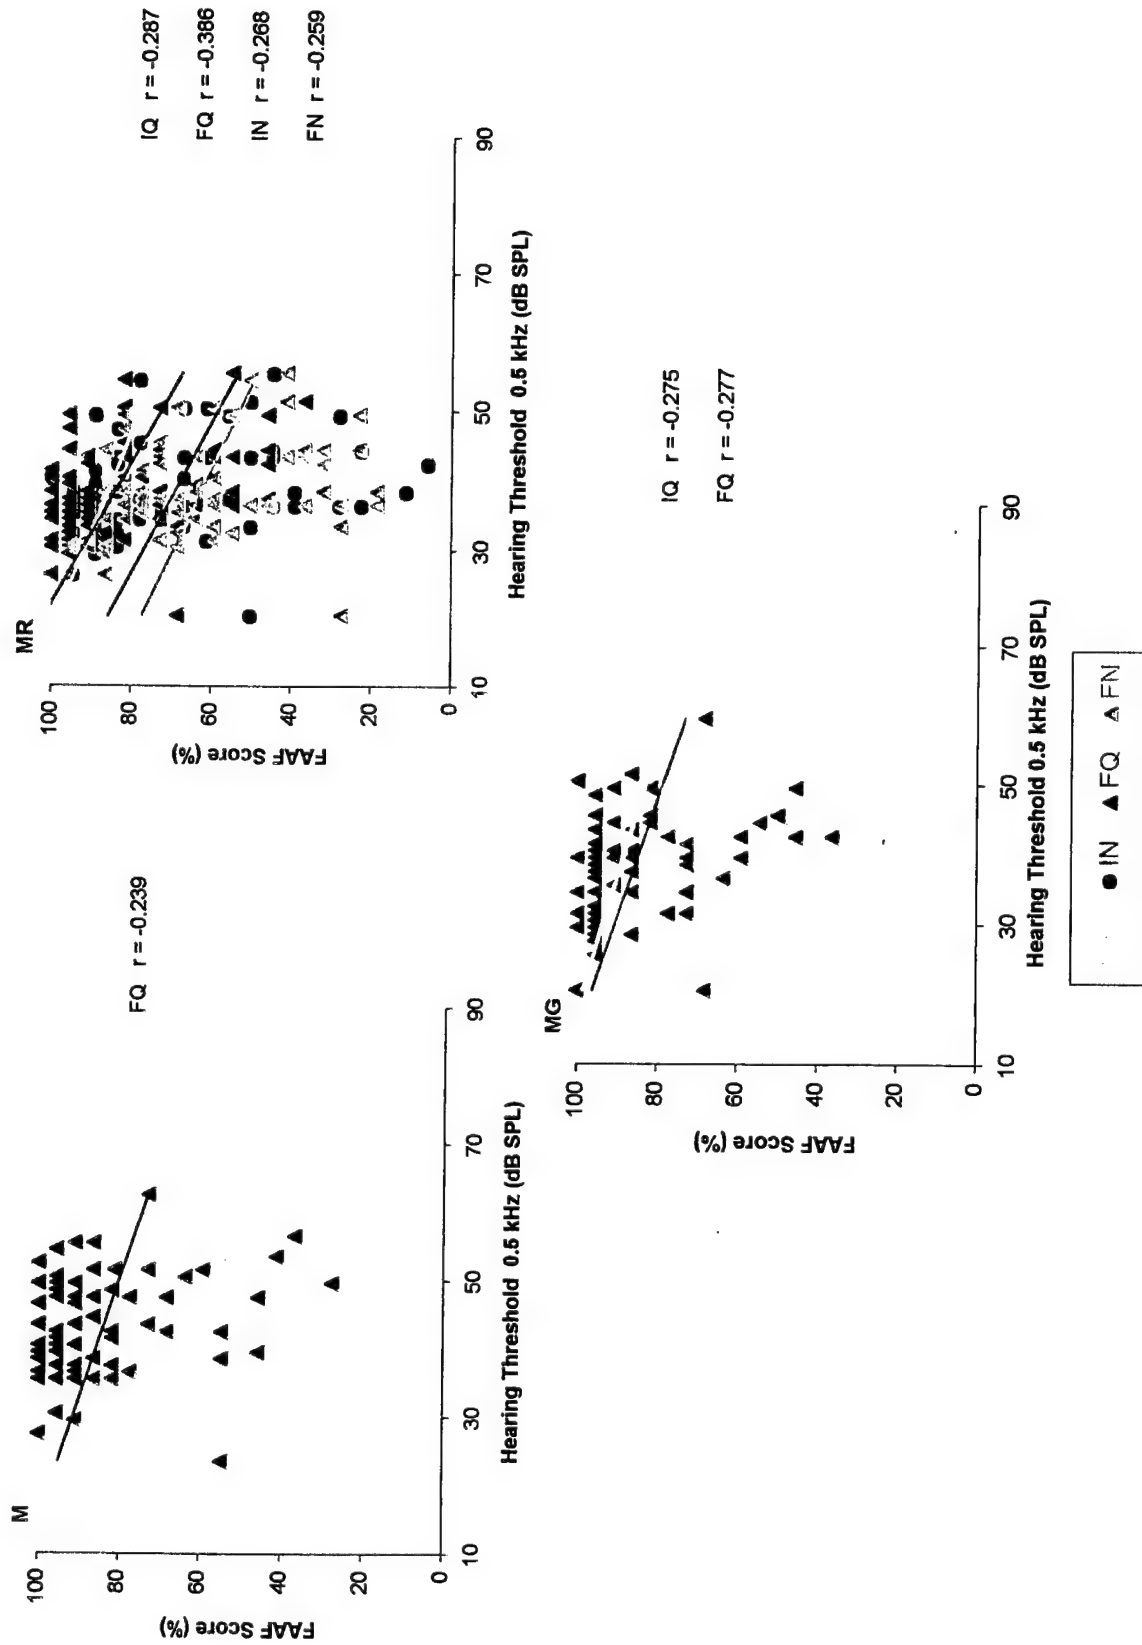 M
FAAF Score (%)
100
80
60
40
20
0
10
30
50
70
90
Hearing Threshold 0.5 kHz (dB SPL)
FQ r = -0.239
MR
FAAF Score (%)
100
80
60
40
20
0
10
30
50
70
90
Hearing Threshold 0.5 kHz (dB SPL)
IQ r = -0.287
FQ r = -0.386
IN r = -0.268
FN r = -0.259
MG
FAAF Score (%)
100
80
60
40
20
0
10
30
50
70
90
Hearing Threshold 0.5 kHz (dB SPL)
IQ r = -0.275
FQ r = -0.277
IN FQ FN